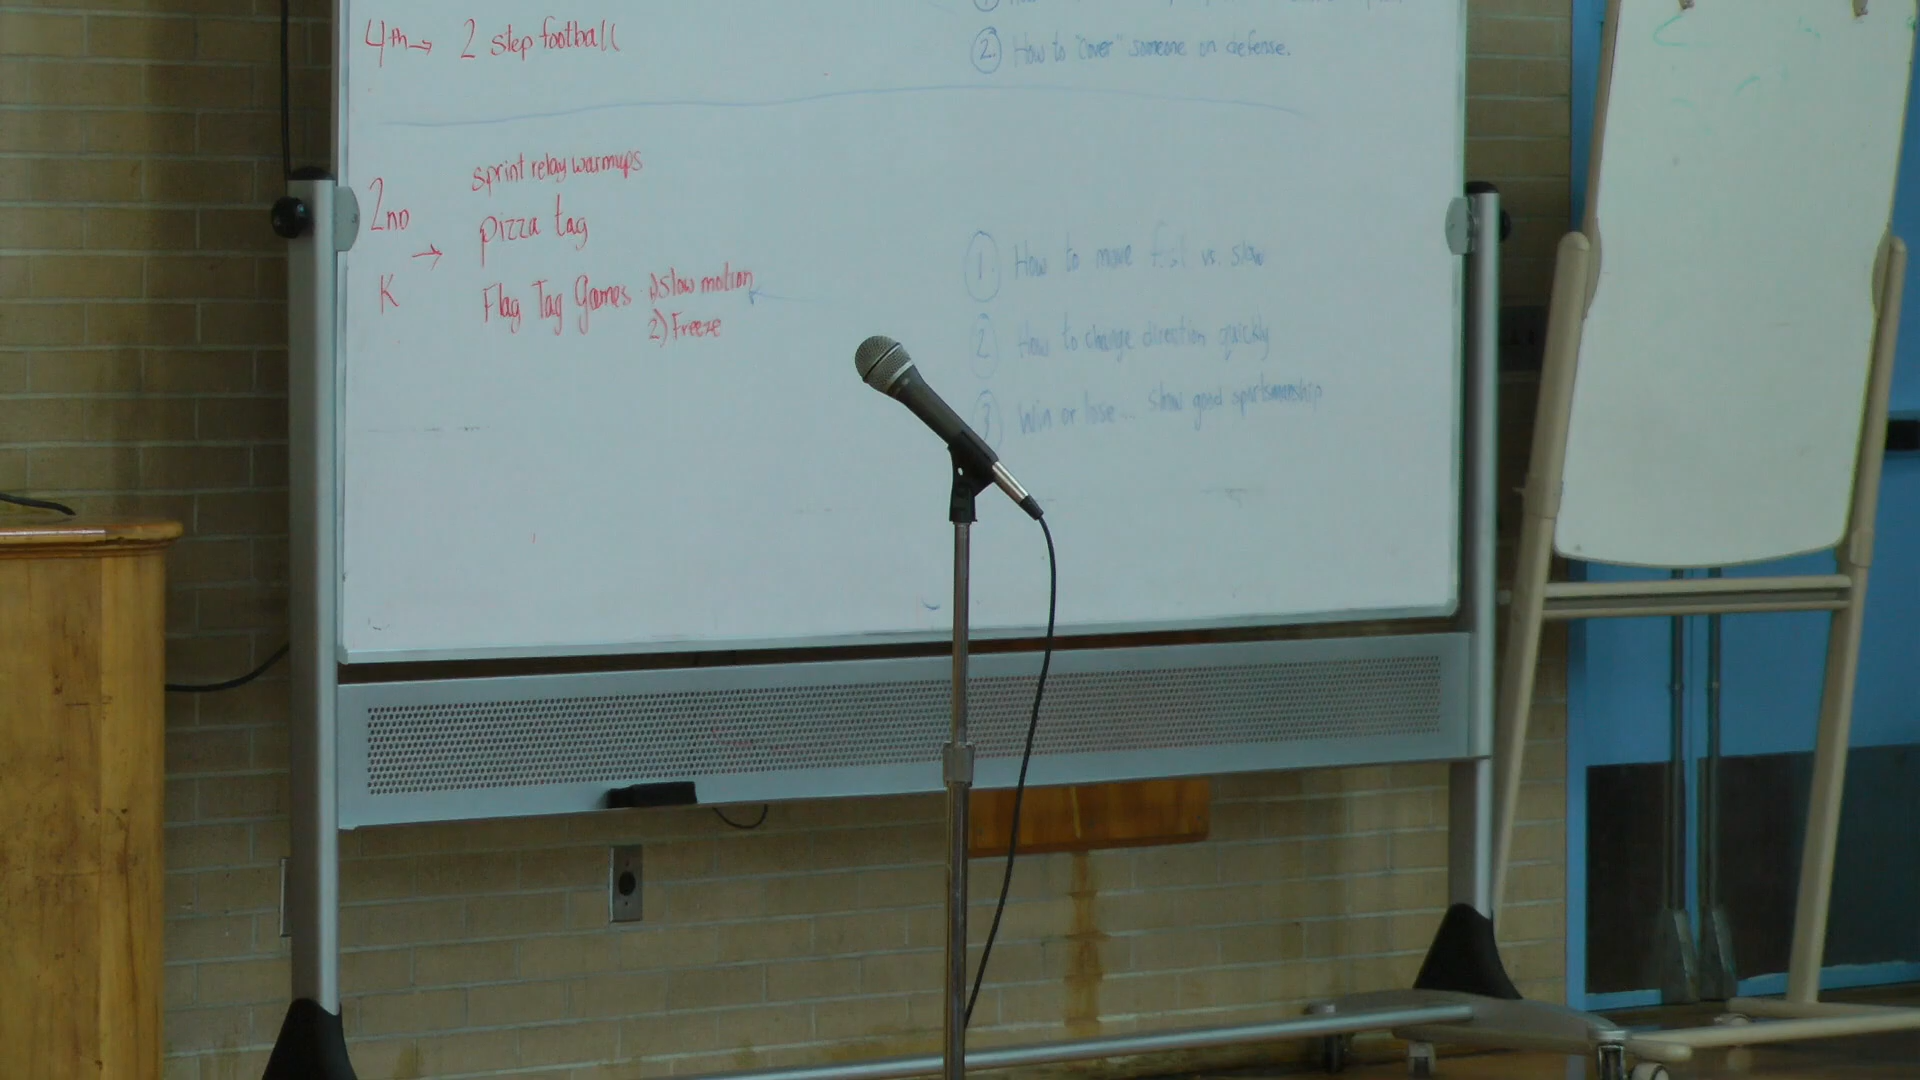 4th → 2 step football
2. How to "cover" someone on defense.
sprint relay warmups
2nd
→ pizza tag
K
Flag Tag Games 1) slow motion
2) Freeze
1. How to move fast vs. slow
2 How to change direction quickly
3 Win or lose... show good sportsmanship